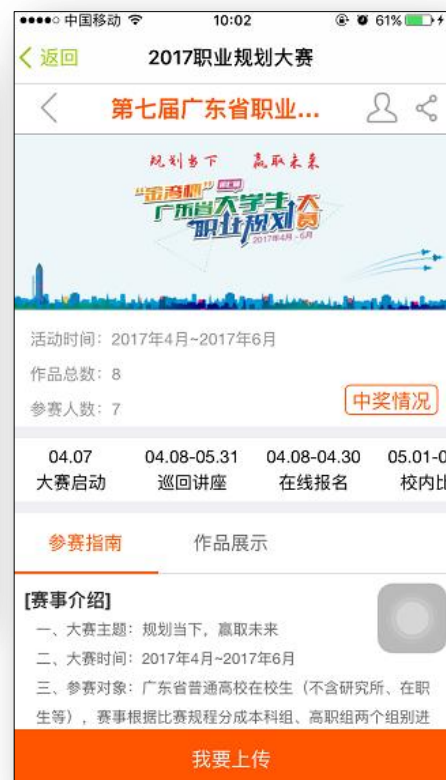 中国移动 10:02 61%
返回 2017职业规划大赛
第七届广东省职业...
规划当下 赢取未来
广东省大学生
职业规划大赛
2017年4月-6月
活动时间：2017年4月~2017年6月
作品总数：8
参赛人数：7
中奖情况
04.07 04.08-05.31 04.08-04.30 05.01-0
大赛启动 巡回讲座 在线报名 校内比
参赛指南 作品展示
[赛事介绍]
一、大赛主题：规划当下，赢取未来
二、大赛时间：2017年4月~2017年6月
三、参赛对象：广东省普通高校在校生（不含研究所、在职
生等），赛事根据比赛规程分成本科组、高职组两个组别进
我要上传